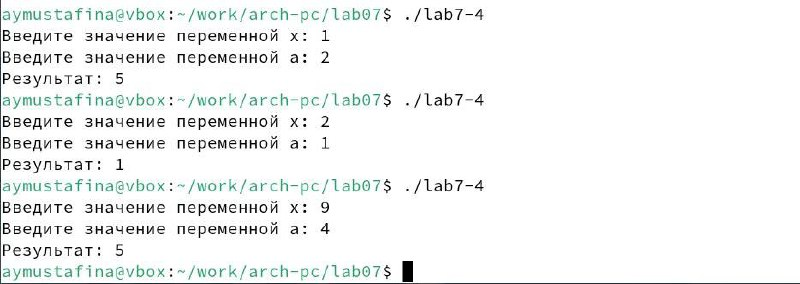 aymustafina@vbox:~/work/arch-pc/lab07$ ./lab7-4
Введите значение переменной x: 1
Введите значение переменной a: 2
Результат: 5
aymustafina@vbox:~/work/arch-pc/lab07$ ./lab7-4
Введите значение переменной x: 2
Введите значение переменной a: 1
Результат: 1
aymustafina@vbox:~/work/arch-pc/lab07$ ./lab7-4
Введите значение переменной x: 9
Введите значение переменной a: 4
Результат: 5
aymustafina@vbox:~/work/arch-pc/lab07$